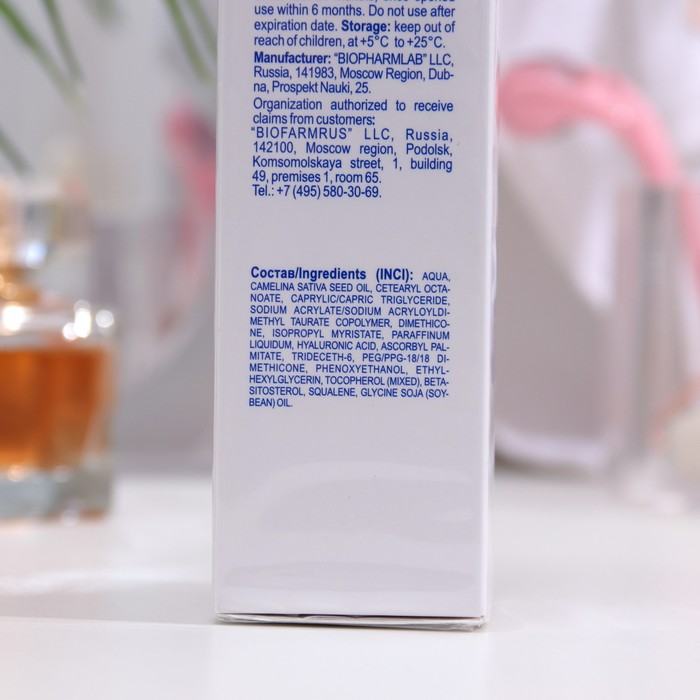 use within 6 months. Do not use after
expiration date. Storage: keep out of
reach of children, at +5°C to +25°C.
Manufacturer: "BIOPHARMLAB" LLC,
Russia, 141983, Moscow Region, Dub-
na, Prospekt Nauki, 25.
Organization authorized to receive
claims from customers:
"BIOFARMRUS" LLC, Russia,
142100, Moscow region, Podolsk,
Komsomolskaya street, 1, building
49, premises 1, room 65.
Tel.: +7 (495) 580-30-69.
Состав/Ingredients (INCI): AQUA,
CAMELINA SATIVA SEED OIL, CETEARYL OCTA-
NOATE, CAPRYLIC/CAPRIC TRIGLYCERIDE,
SODIUM ACRYLATE/SODIUM ACRYLOYLDI-
METHYL TAURATE COPOLYMER, DIMETHICO-
NE, ISOPROPYL MYRISTATE, PARAFFINUM
LIQUIDUM, HYALURONIC ACID, ASCORBYL PAL-
MITATE, TRIDECETH-6, PEG/PPG-18/18 DI-
METHICONE, PHENOXYETHANOL, ETHYL-
HEXYLGLYCERIN, TOCOPHEROL (MIXED), BETA-
SITOSTEROL, SQUALENE, GLYCINE SOJA (SOY-
BEAN) OIL.